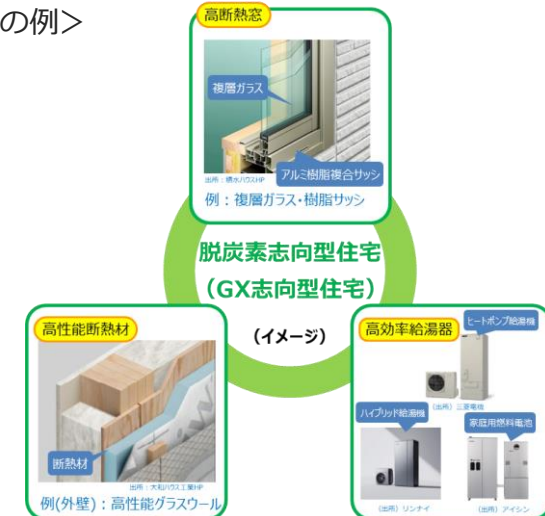 の例＞
高断熱窓
複層ガラス
アルミ樹脂複合サッシ
出所：積水ハウスHP
例：複層ガラス・樹脂サッシ
脱炭素志向型住宅
（GX志向型住宅）
（イメージ）
高性能断熱材
断熱材
出所：大和ハウス工業HP
例(外壁)：高性能グラスウール
高効率給湯器
ヒートポンプ給湯機
（出所）三菱電機
ハイブリッド給湯機
家庭用燃料電池
（出所）リンナイ
（出所）アイシン